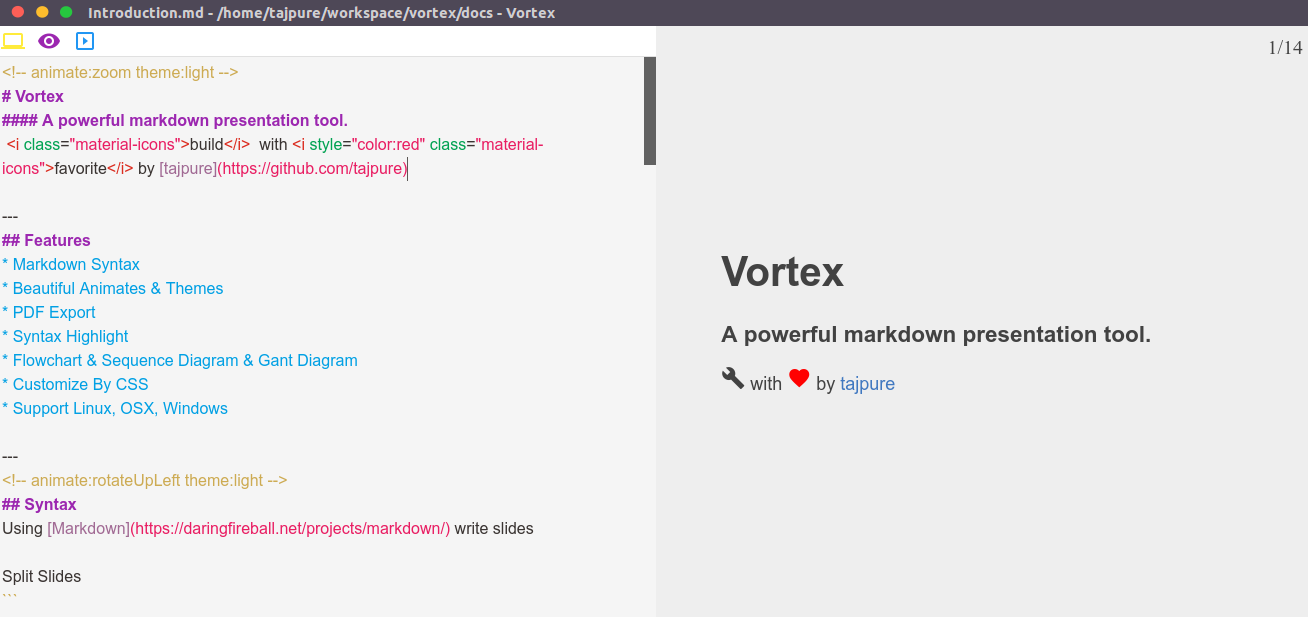 Introduction.md - /home/tajpure/workspace/vortex/docs - Vortex
<!-- animate:zoom theme:light -->
# Vortex
#### A powerful markdown presentation tool.
<i class="material-icons">build</i>  with <i style="color:red" class="material-
icons">favorite</i> by [tajpure](https://github.com/tajpure)
---
## Features
* Markdown Syntax
* Beautiful Animates & Themes
* PDF Export
* Syntax Highlight
* Flowchart & Sequence Diagram & Gant Diagram
* Customize By CSS
* Support Linux, OSX, Windows
---
<!-- animate:rotateUpLeft theme:light -->
## Syntax
Using [Markdown](https://daringfireball.net/projects/markdown/) write slides
Split Slides
```
1/14
Vortex
A powerful markdown presentation tool.
with by tajpure